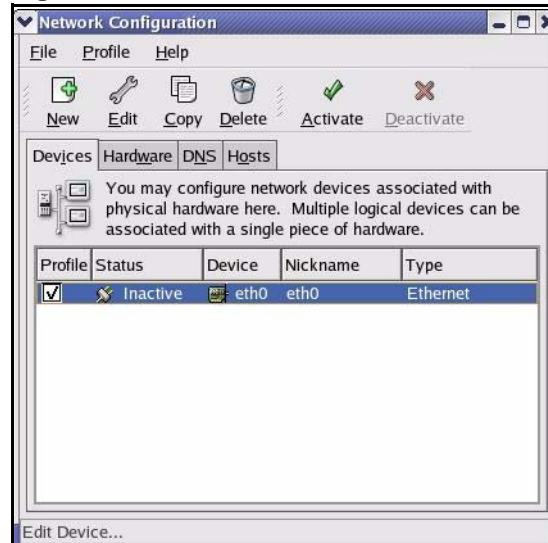 Network Configuration
File Profile Help
New Edit Copy Delete Activate Deactivate
Devices Hardware DNS Hosts
You may configure network devices associated with
physical hardware here. Multiple logical devices can be
associated with a single piece of hardware.
Profile Status Device Nickname Type
Inactive eth0 eth0 Ethernet
Edit Device...